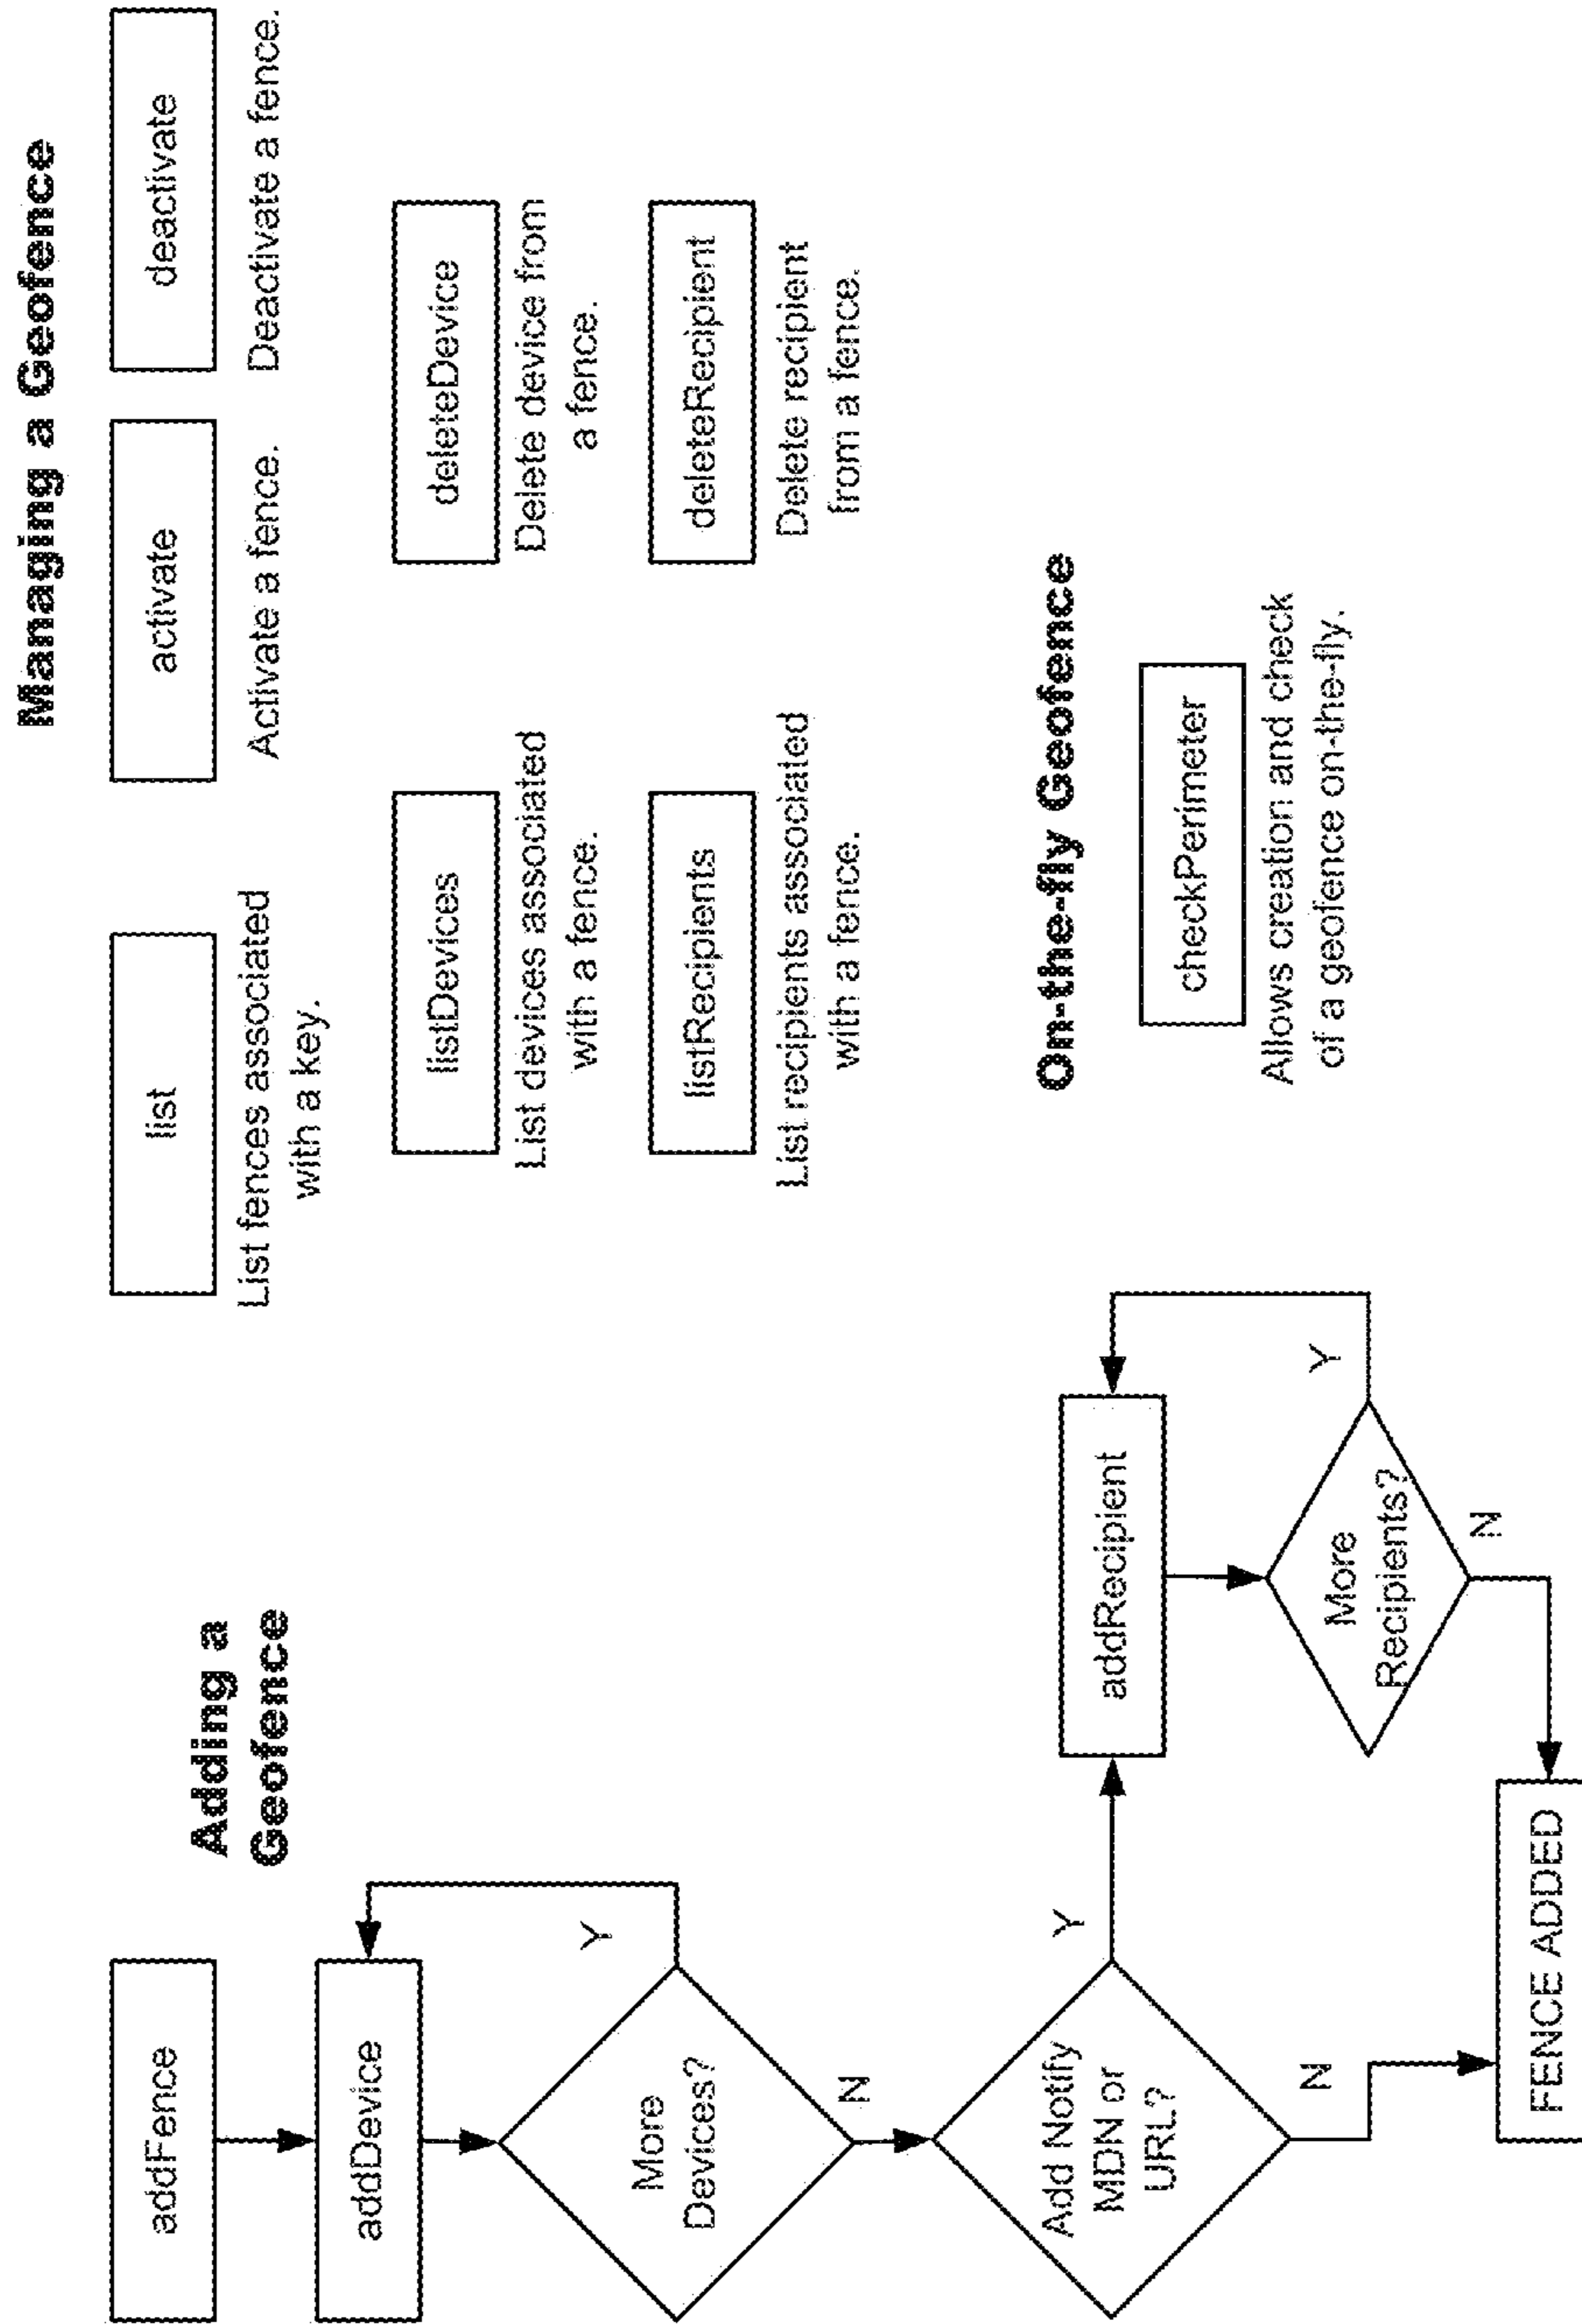 Adding a
Geofence
addFence
addDevice
More
Devices?
Y
N
Add Notify
MDN or
URL?
Y
N
addRecipient
More
Recipients?
Y
N
FENCE ADDED
Managing a Geofence
list
List fences associated
with a key.
activate
Activate a fence.
deactivate
Deactivate a fence.
listDevices
List devices associated
with a fence.
deleteDevice
Delete device from
a fence.
listRecipients
List recipients associated
with a fence.
deleteRecipient
Delete recipient
from a fence.
On-the-fly Geofence
checkPerimeter
Allows creation and check
of a geofence on-the-fly.